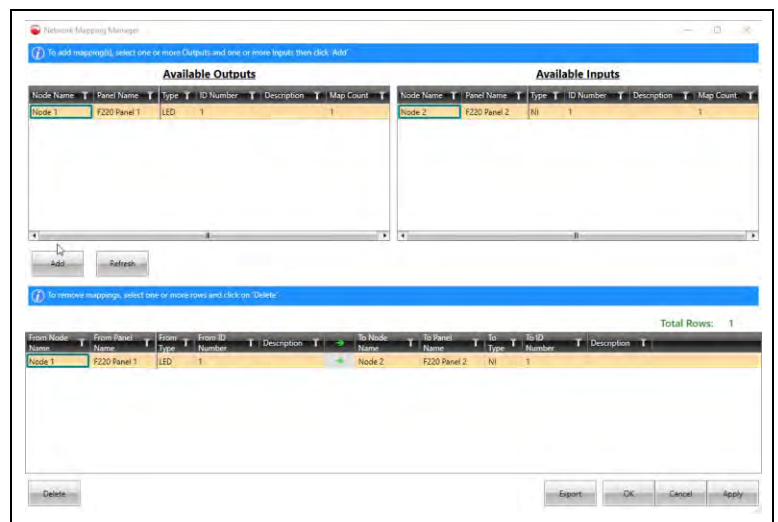 Network Mapping Manager
To add mapping(s), select one or more Outputs and one or more Inputs then click 'Add'
Available Outputs
Available Inputs
Node Name Panel Name Type ID Number Description Map Count
Node 1 F220 Panel 1 LED 1 1
Node Name Panel Name Type ID Number Description Map Count
Node 2 F220 Panel 2 NI 1 1
Add Refresh
To remove mappings, select one or more rows and click on 'Delete'
Total Rows: 1
From Node Name From Panel Name From Type From ID Number Description To Node Name To Panel Name To Type To ID Number Description
Node 1 F220 Panel 1 LED 1 Node 2 F220 Panel 2 NI 1
Delete Export OK Cancel Apply